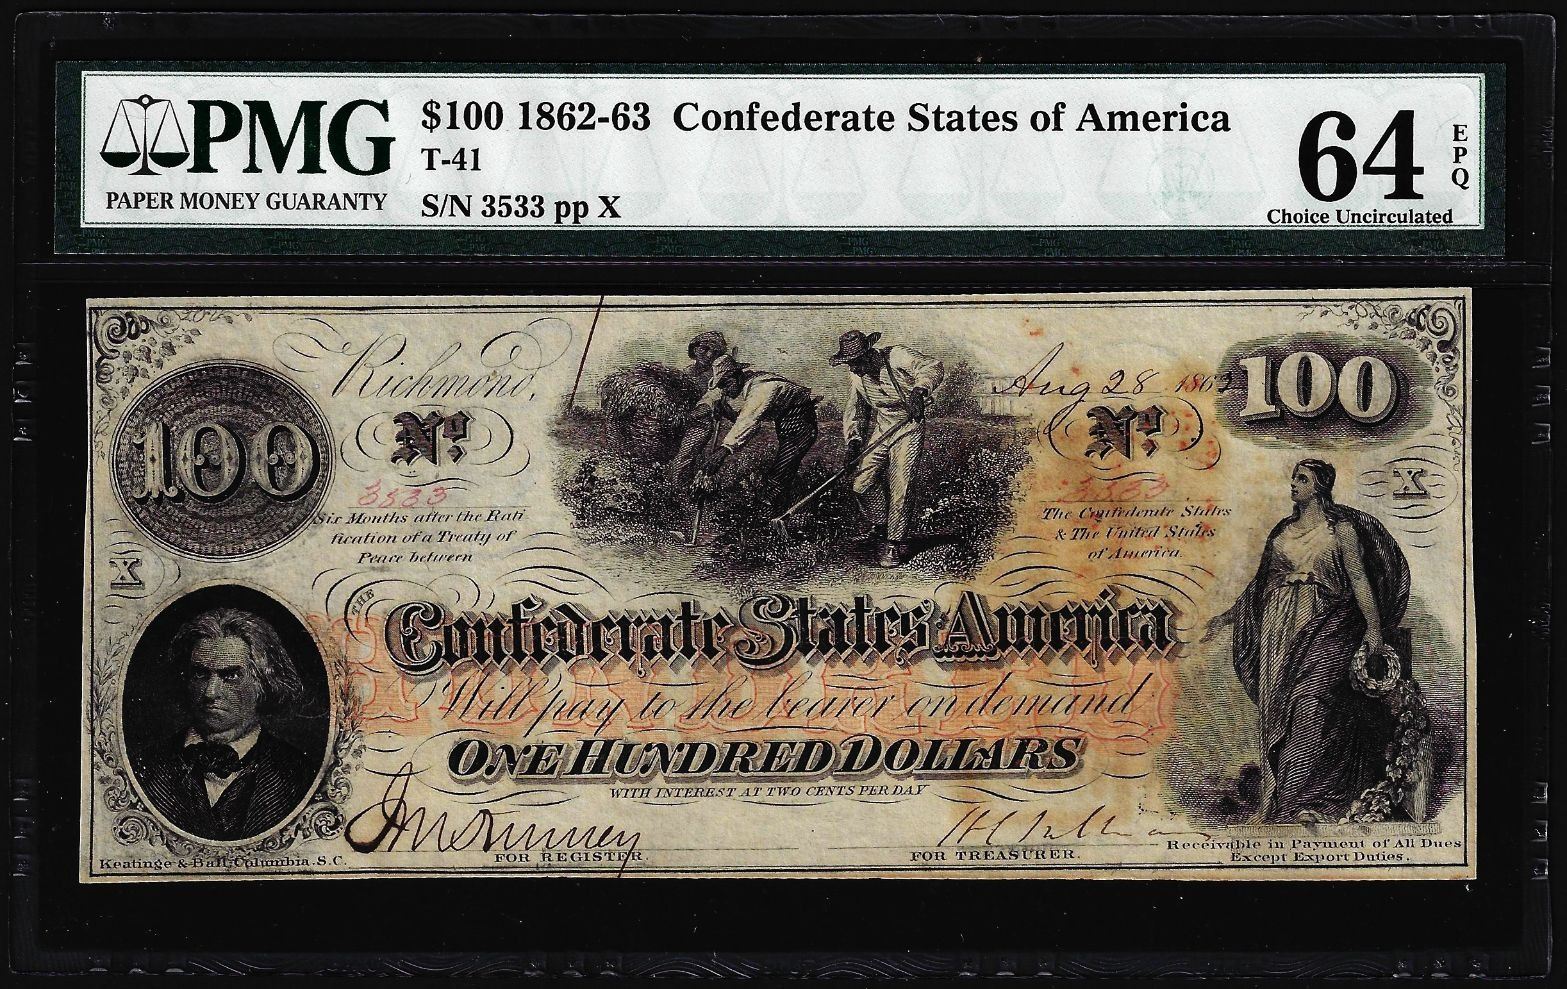 PMG
PAPER MONEY GUARANTY
$100 1862-63 Confederate States of America
T-41
S/N 3533 pp X
64
EPQ
Choice Uncirculated
100
Richmond,
Aug 28 1862
100
No.
No.
3533
3533
X
Six Months after the Rati
fication of a Treaty of
Peace between
The Confederate States
& The United States
of America.
X
THE
Confederate States of America
Will pay to the bearer on demand
ONE HUNDRED DOLLARS
WITH INTEREST AT TWO CENTS PER DAY
FOR REGISTER.
FOR TREASURER.
Keatinge & Ball, Columbia, S.C.
Receivable in Payment of All Dues
Except Export Duties.